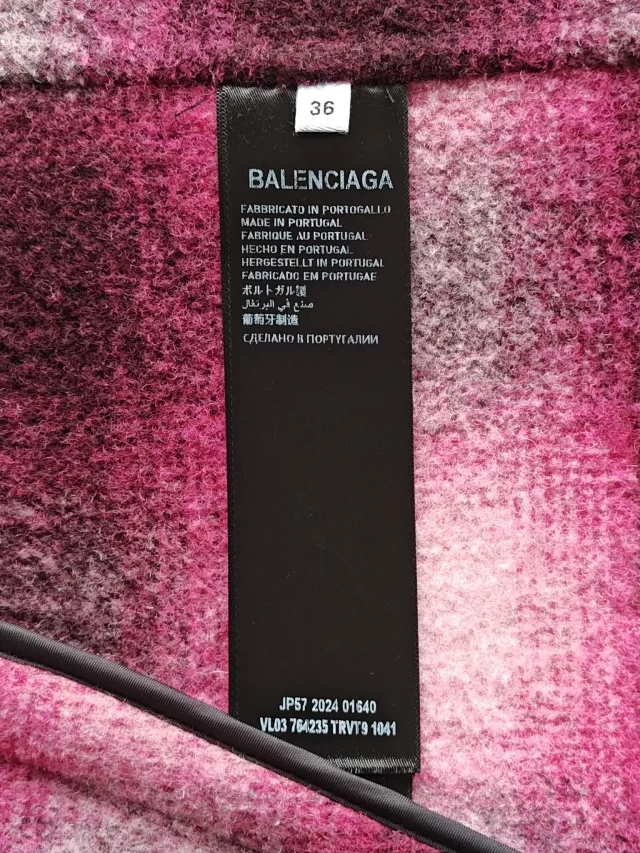 36
BALENCIAGA
FABBRICATO IN PORTOGALLO
MADE IN PORTUGAL
FABRIQUE AU PORTUGAL
HECHO EN PORTUGAL
HERGESTELLT IN PORTUGAL
FABRICADO EM PORTUGAE
ポルトガル製
صنع في البرتغال
葡萄牙制造
СДЕЛАНО В ПОРТУГАЛИИ
JP57 2024 01640
VL03 764235 TRVT9 1041